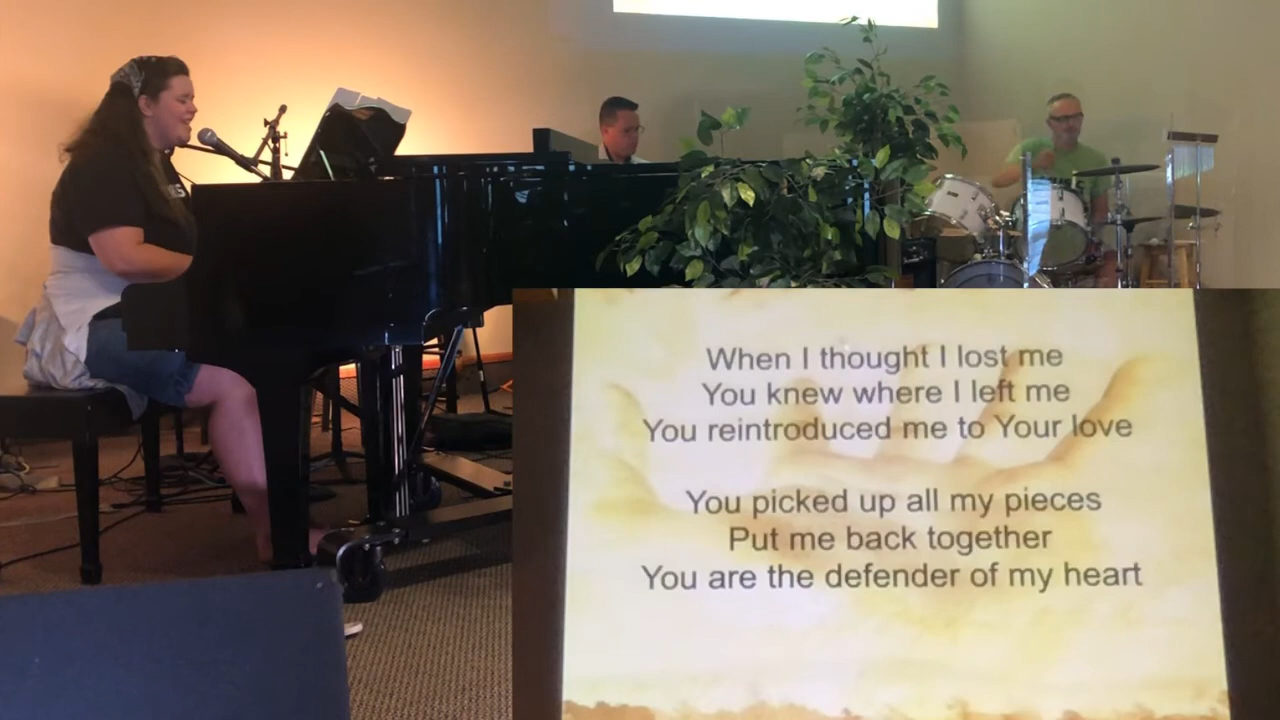 When I thought I lost me
You knew where I left me
You reintroduced me to Your love
You picked up all my pieces
Put me back together
You are the defender of my heart